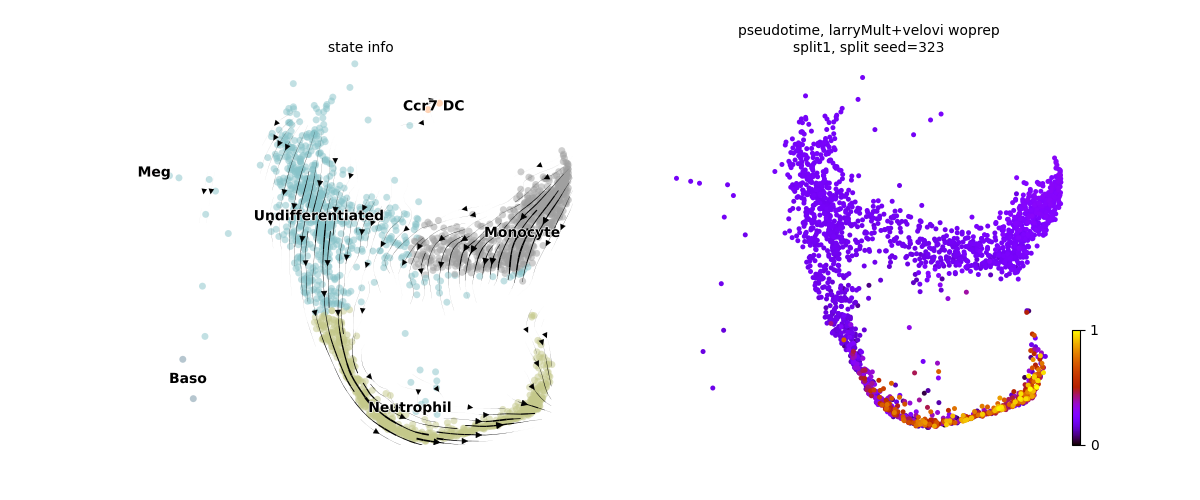 state info
pseudotime, larryMult+velovi woprep
split1, split seed=323
Ccr7 DC
Meg
Undifferentiated
Monocyte
Baso
Neutrophil
1
0